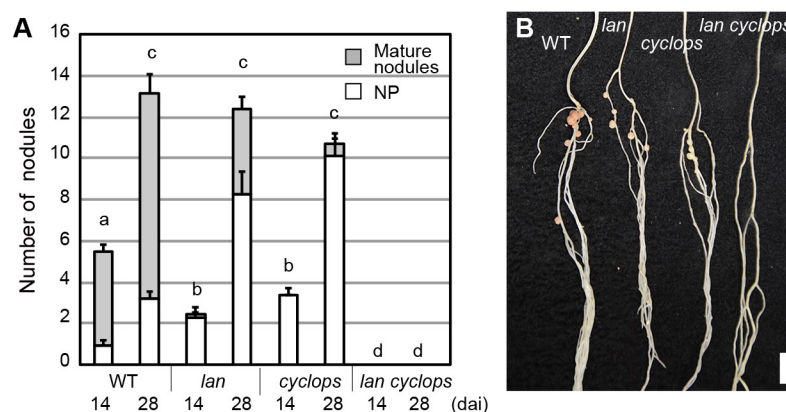 A
Number of nodules
16
14
12
10
8
6
4
2
0
Mature
nodules
NP
a
c
b
c
b
c
d
d
WT
lan
cyclops
lan cyclops
14
28
14
28
14
28
14
28
(dai)
B
WT
lan
cyclops
lan cyclops